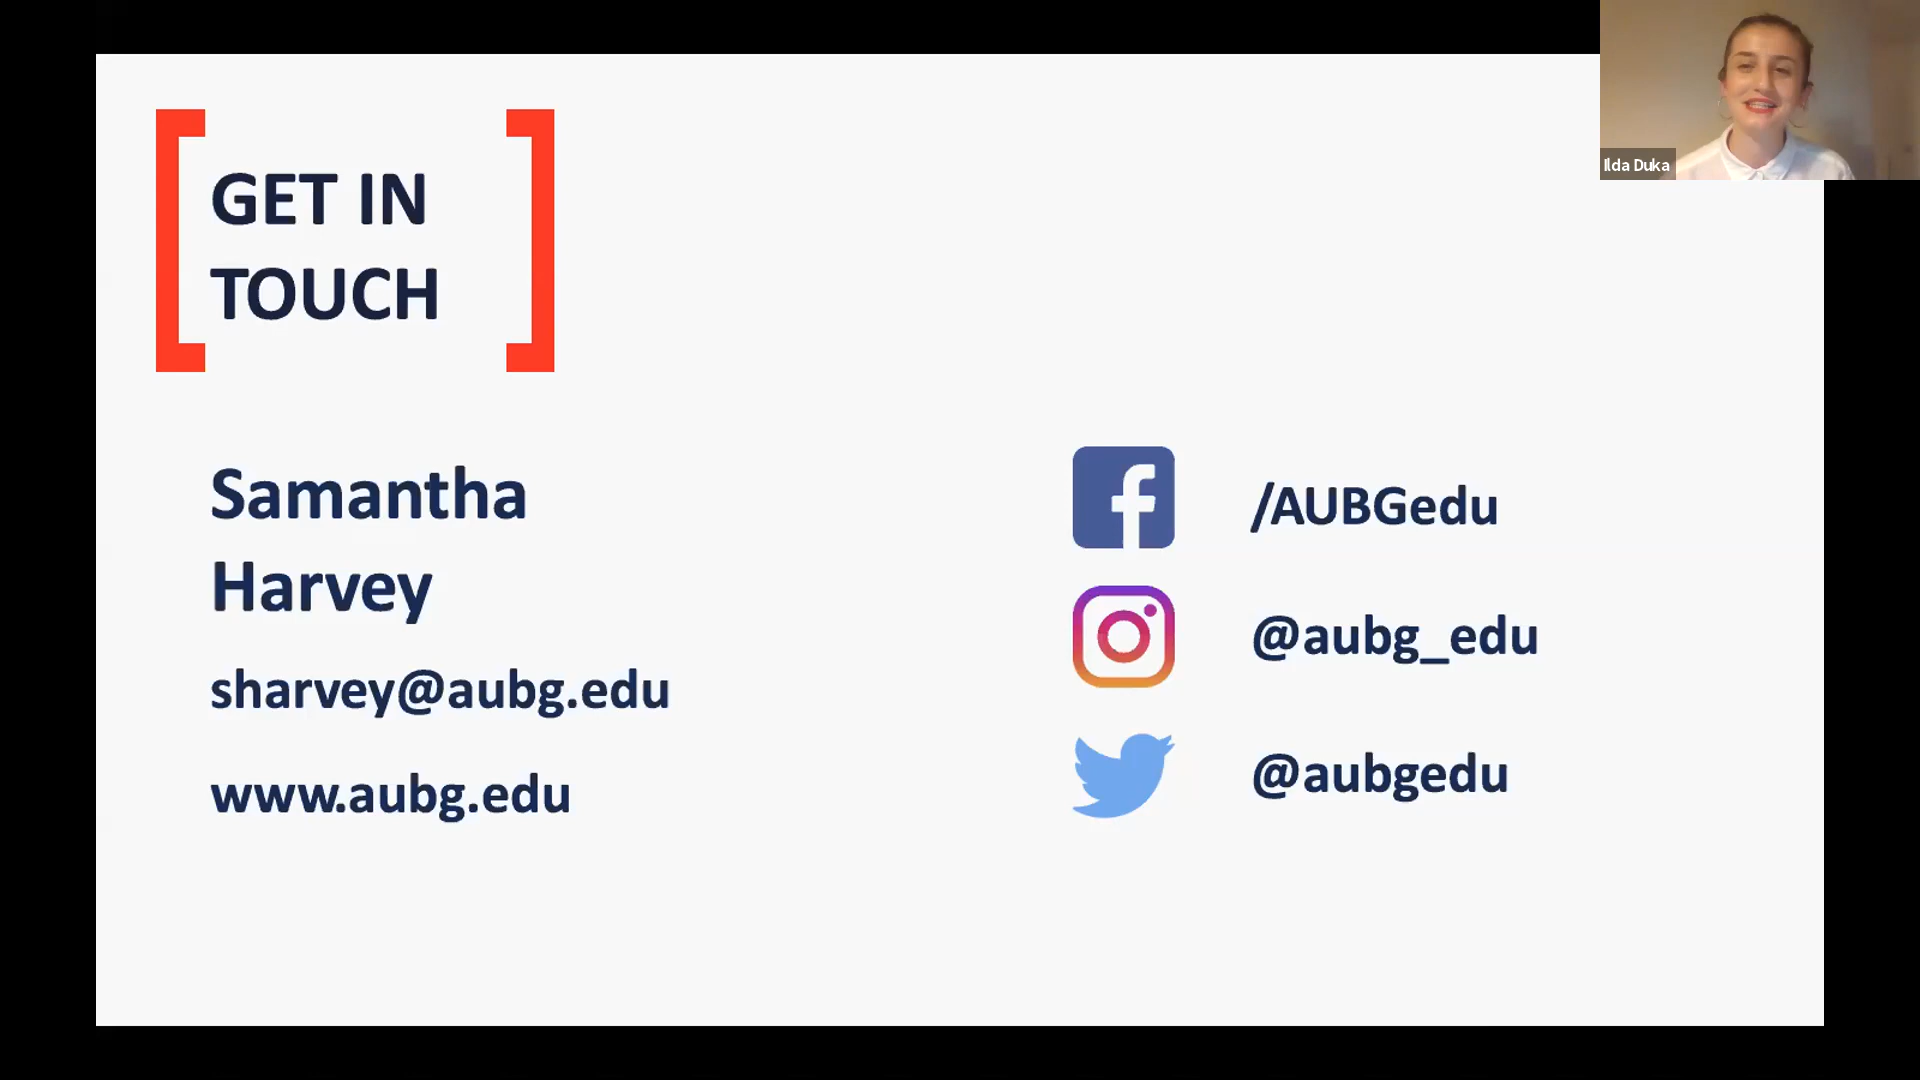 GET IN
TOUCH
Samantha
Harvey
sharvey@aubg.edu
www.aubg.edu
/AUBGedu
@aubg_edu
@aubgedu
Ilda Duka